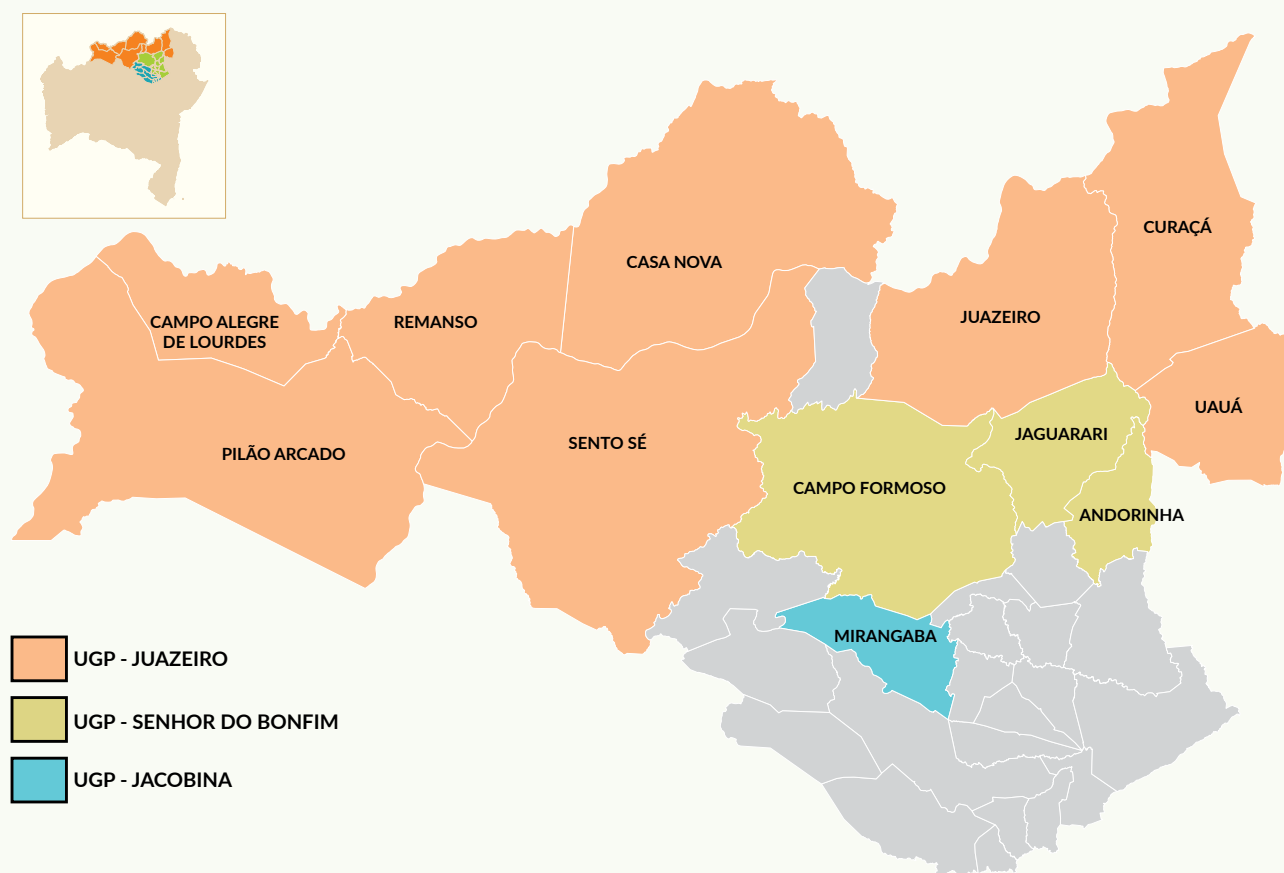 CURAÇÁ
CASA NOVA
JUAZEIRO
CAMPO ALEGRE
DE LOURDES
REMANSO
UAUÁ
JAGUARARI
SENTO SÉ
PILÃO ARCADO
CAMPO FORMOSO
ANDORINHA
MIRANGABA
UGP - JUAZEIRO
UGP - SENHOR DO BONFIM
UGP - JACOBINA